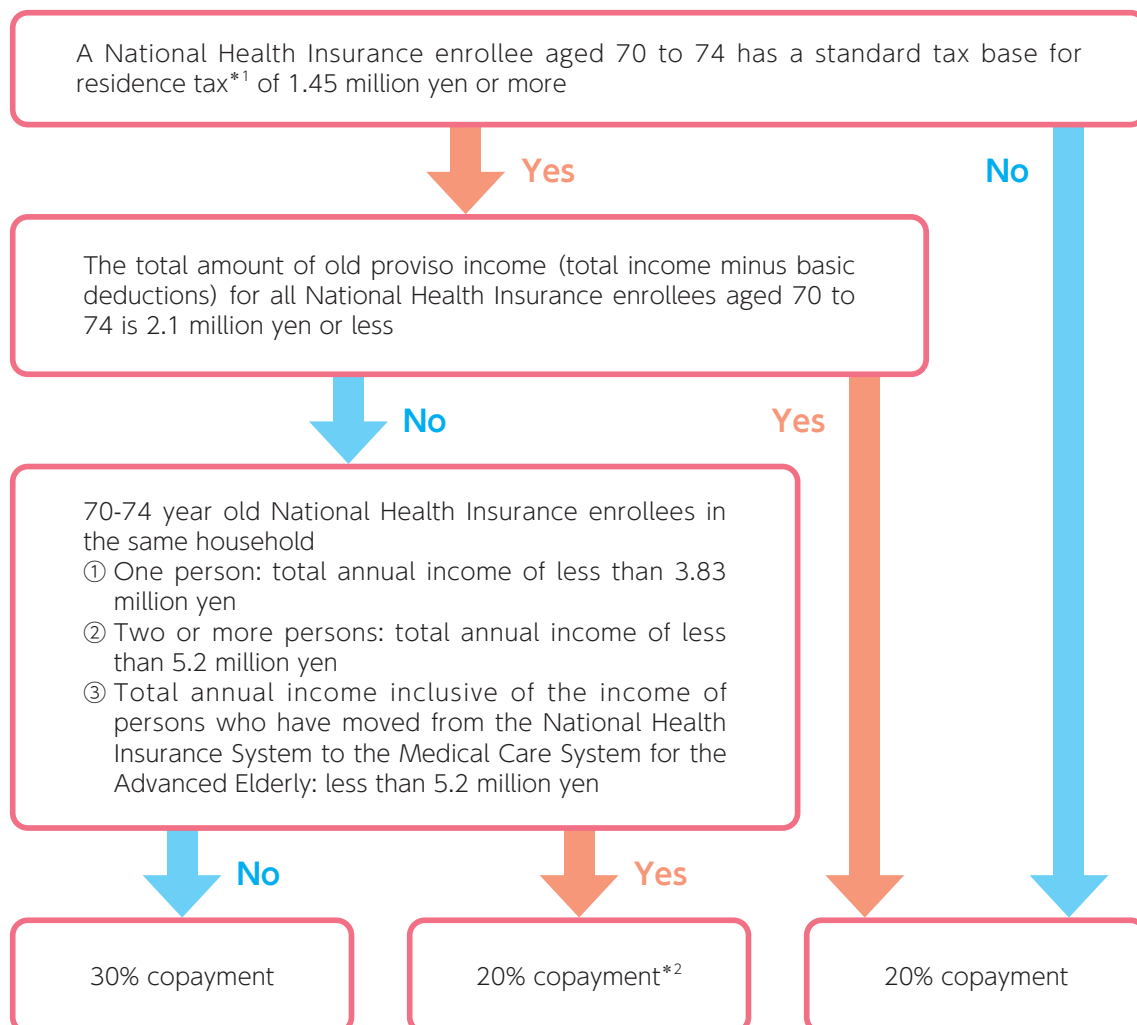 A National Health Insurance enrollee aged 70 to 74 has a standard tax base for
residence tax*1 of 1.45 million yen or more
Yes
No
The total amount of old proviso income (total income minus basic
deductions) for all National Health Insurance enrollees aged 70 to
74 is 2.1 million yen or less
No
Yes
70-74 year old National Health Insurance enrollees in
the same household
① One person: total annual income of less than 3.83
million yen
② Two or more persons: total annual income of less
than 5.2 million yen
③ Total annual income inclusive of the income of
persons who have moved from the National Health
Insurance System to the Medical Care System for the
Advanced Elderly: less than 5.2 million yen
No
Yes
30% copayment
20% copayment*2
20% copayment